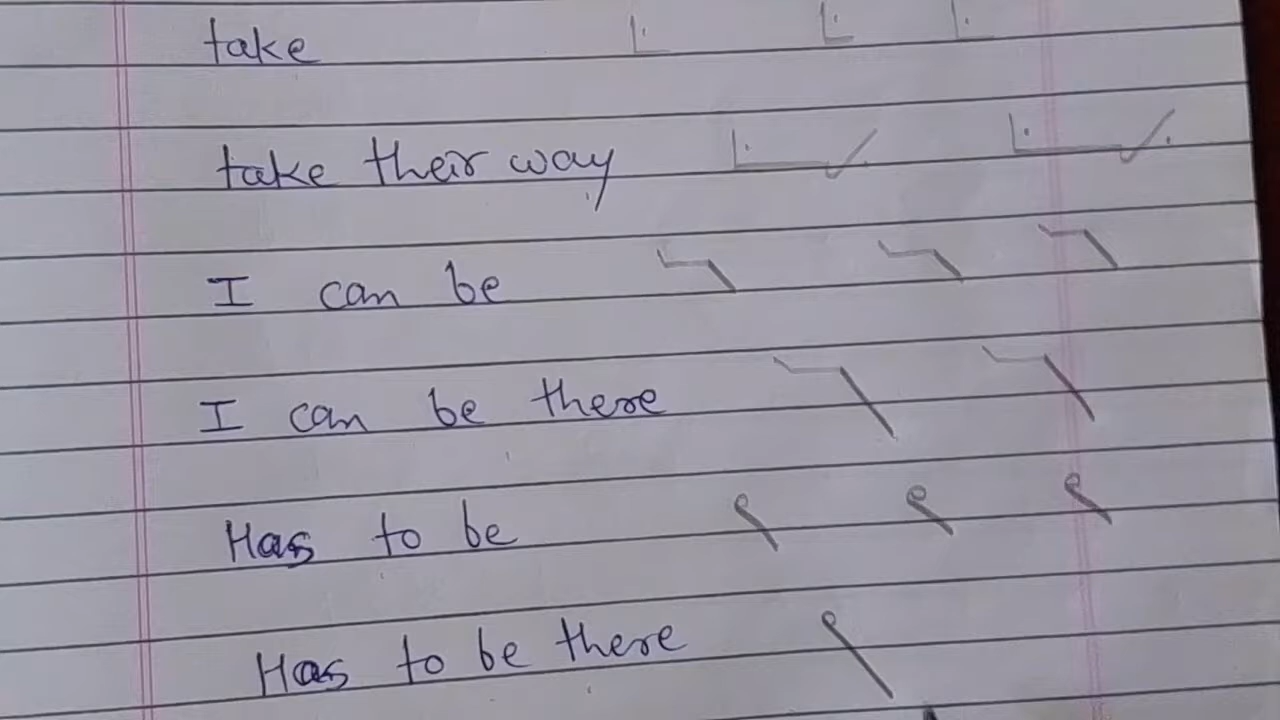 take
take their way
I can be
I can be there
Has to be
Has to be there